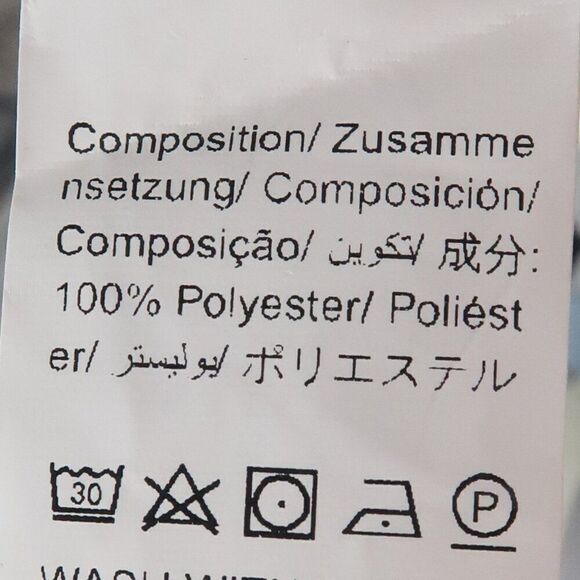 Composition/ Zusamme
nsetzung/ Composición/
Composição/ تكوين/ 成分:
100% Polyester/ Poliést
er/ بوليستر/ ポリエステル
30 P